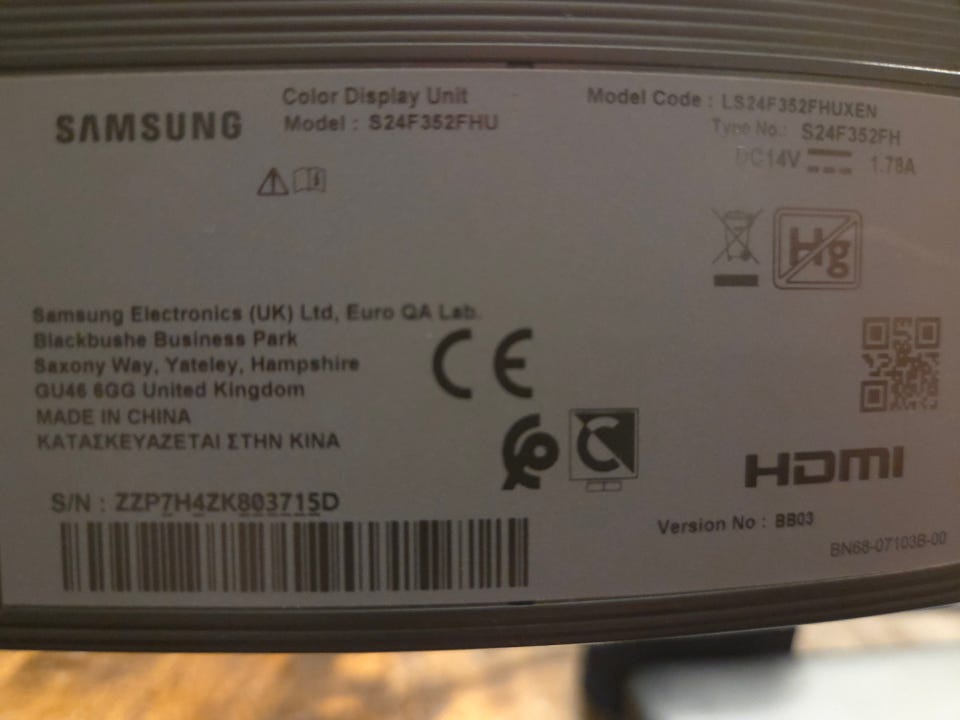 SAMSUNG
Color Display Unit
Model : S24F352FHU
Model Code : LS24F352FHUXEN
Type No.: S24F352FH
DC14V 1.78A
Hg
Samsung Electronics (UK) Ltd, Euro QA Lab.
Blackbushe Business Park
Saxony Way, Yateley, Hampshire
GU46 6GG United Kingdom
MADE IN CHINA
ΚΑΤΑΣΚΕΥΑΖΕΤΑΙ ΣΤΗΝ ΚΙΝΑ
CE
HDMI
S/N : ZZP7H4ZK803715D
Version No : BB03
BN68-07103B-00